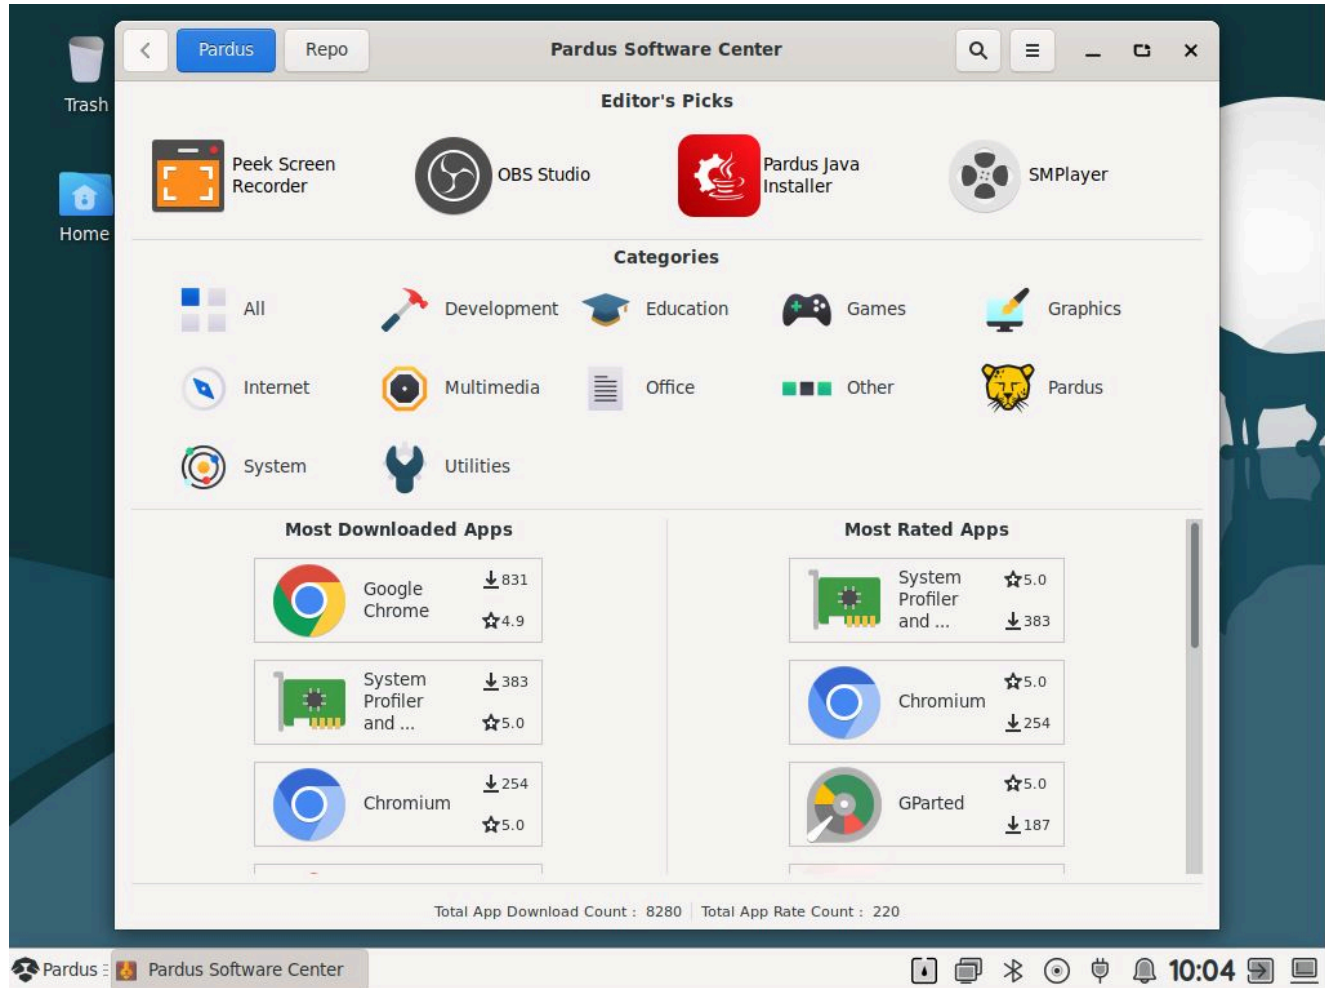 Trash
Home
Pardus
Repo
Pardus Software Center
Editor's Picks
Peek Screen
Recorder
OBS Studio
Pardus Java
Installer
SMPlayer
Categories
All
Development
Education
Games
Graphics
Internet
Multimedia
Office
Other
Pardus
System
Utilities
Most Downloaded Apps
Google
Chrome
831
4.9
System
Profiler
and ...
383
5.0
Chromium
254
5.0
Most Rated Apps
System
Profiler
and ...
5.0
383
Chromium
5.0
254
GParted
5.0
187
Total App Download Count : 8280
Total App Rate Count : 220
Pardus
Pardus Software Center
10:04